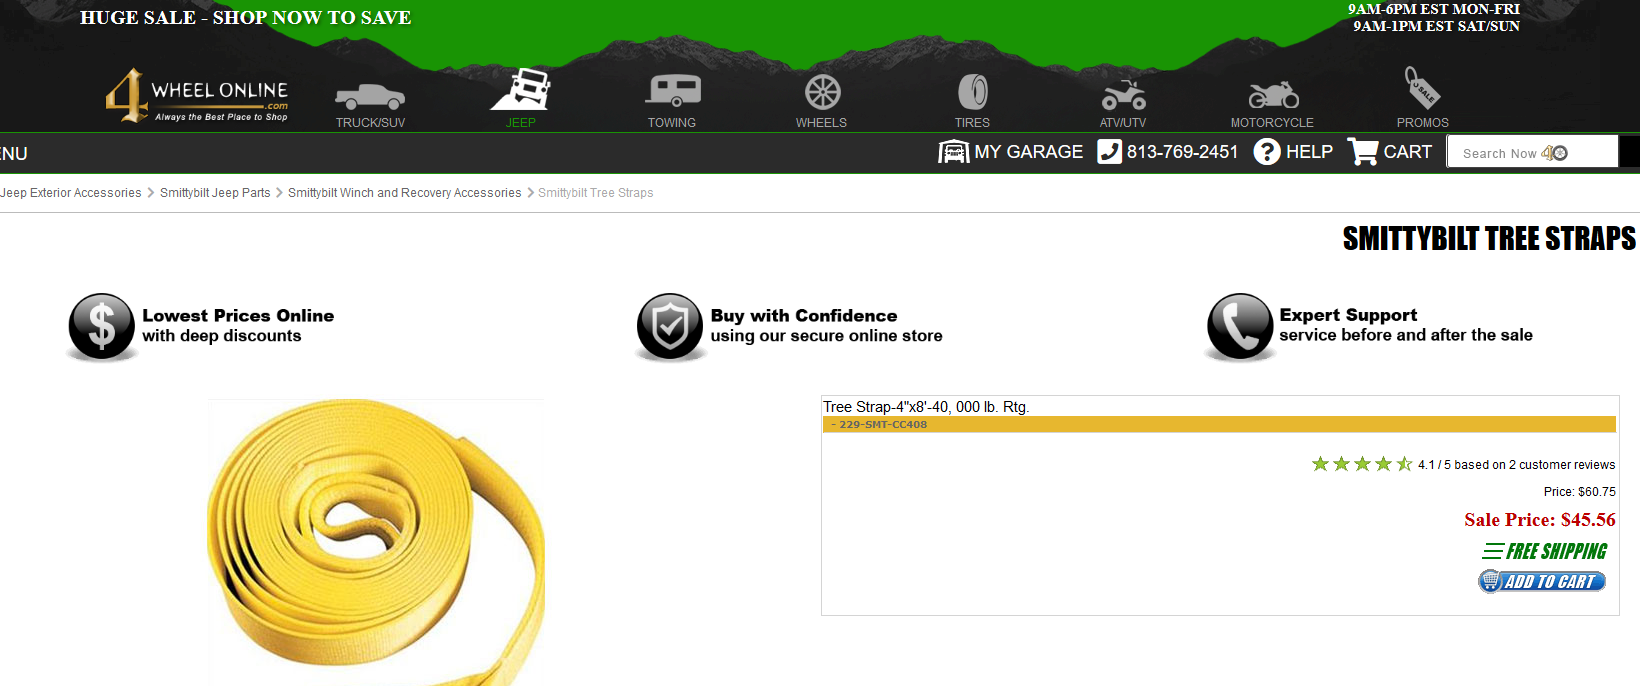 HUGE SALE - SHOP NOW TO SAVE
9AM-6PM EST MON-FRI
9AM-1PM EST SAT/SUN
4 WHEEL ONLINE
.com
Always the Best Place to Shop
TRUCK/SUV
JEEP
TOWING
WHEELS
TIRES
ATV/UTV
MOTORCYCLE
SALE
PROMOS
ENU
MY GARAGE
813-769-2451
? HELP
CART
Search Now 4
Jeep Exterior Accessories
Smittybilt Jeep Parts
Smittybilt Winch and Recovery Accessories
Smittybilt Tree Straps
SMITTYBILT TREE STRAPS
$
Lowest Prices Online
with deep discounts
Buy with Confidence
using our secure online store
Expert Support
service before and after the sale
Tree Strap-4"x8'-40, 000 lb. Rtg.
- 229-SMT-CC408
4.1 / 5 based on 2 customer reviews
Price: $60.75
Sale Price: $45.56
FREE SHIPPING
ADD TO CART